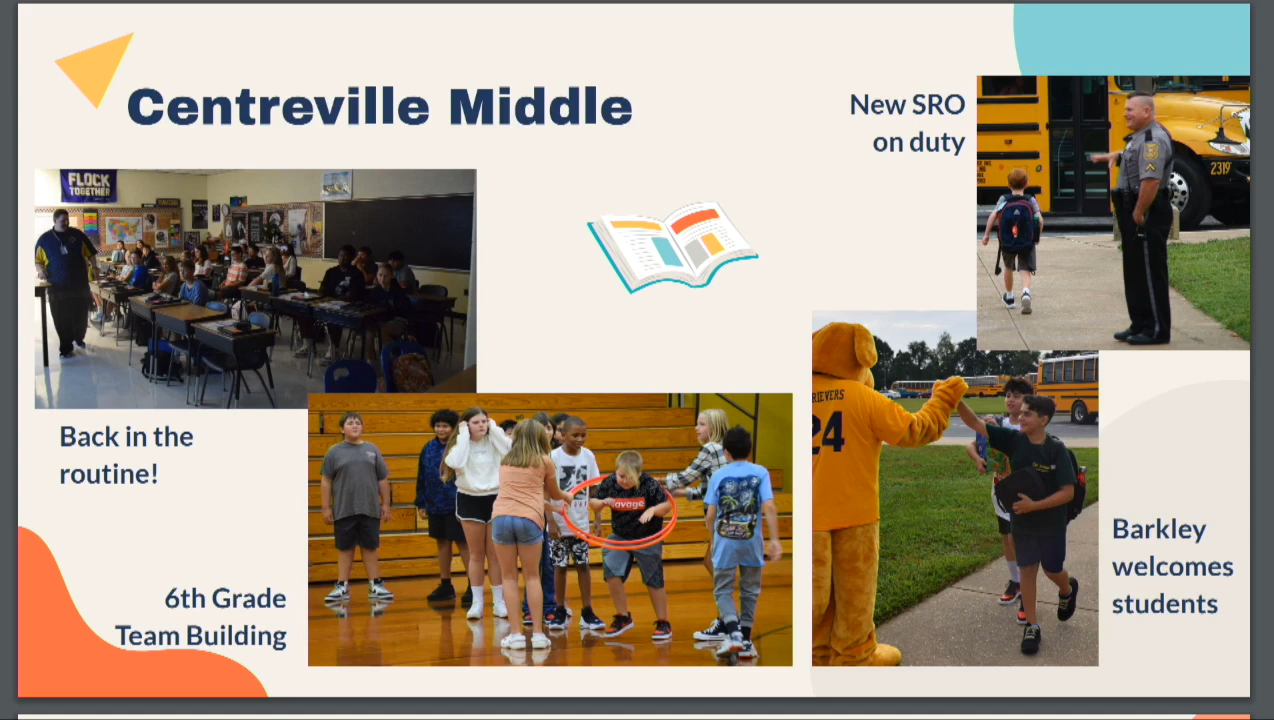 Centreville Middle
New SRO
on duty
FLOCK
TOGETHER
2319
RIEVERS
24
Back in the
routine!
avage
6th Grade
Team Building
Barkley
welcomes
students